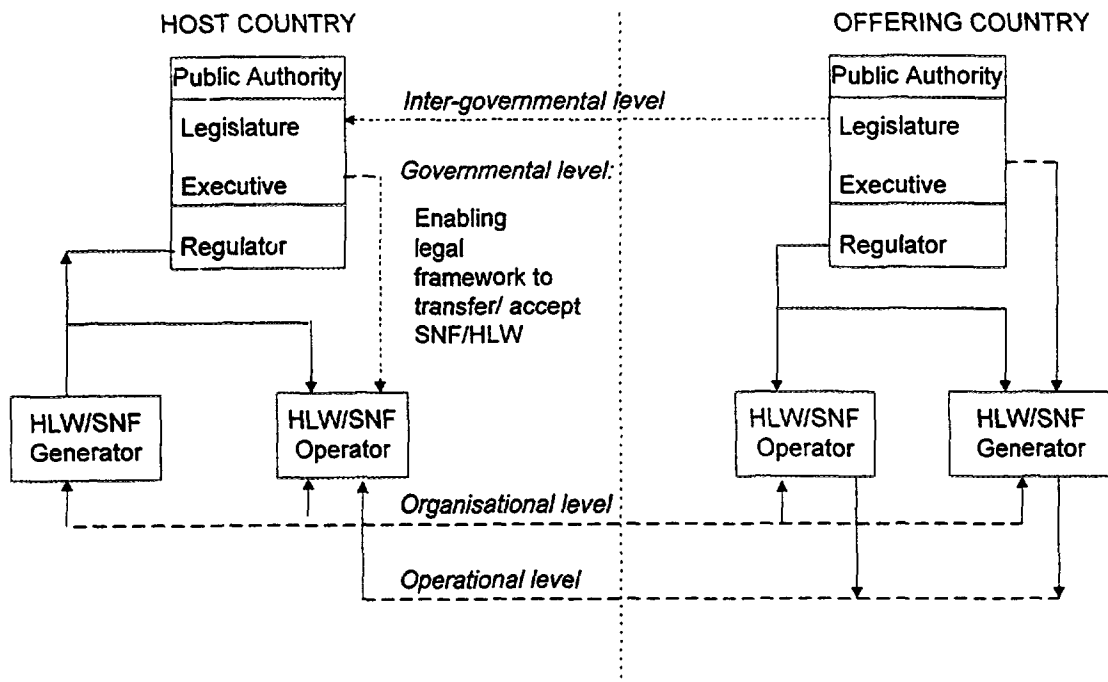 HOST COUNTRY
OFFERING COUNTRY
Public Authority
Legislature
Executive
Regulator
Inter-governmental level
Governmental level:
Enabling
legal
framework to
transfer/ accept
SNF/HLW
Public Authority
Legislature
Executive
Regulator
HLW/SNF
Generator
HLW/SNF
Operator
HLW/SNF
Operator
HLW/SNF
Generator
Organisational level
Operational level